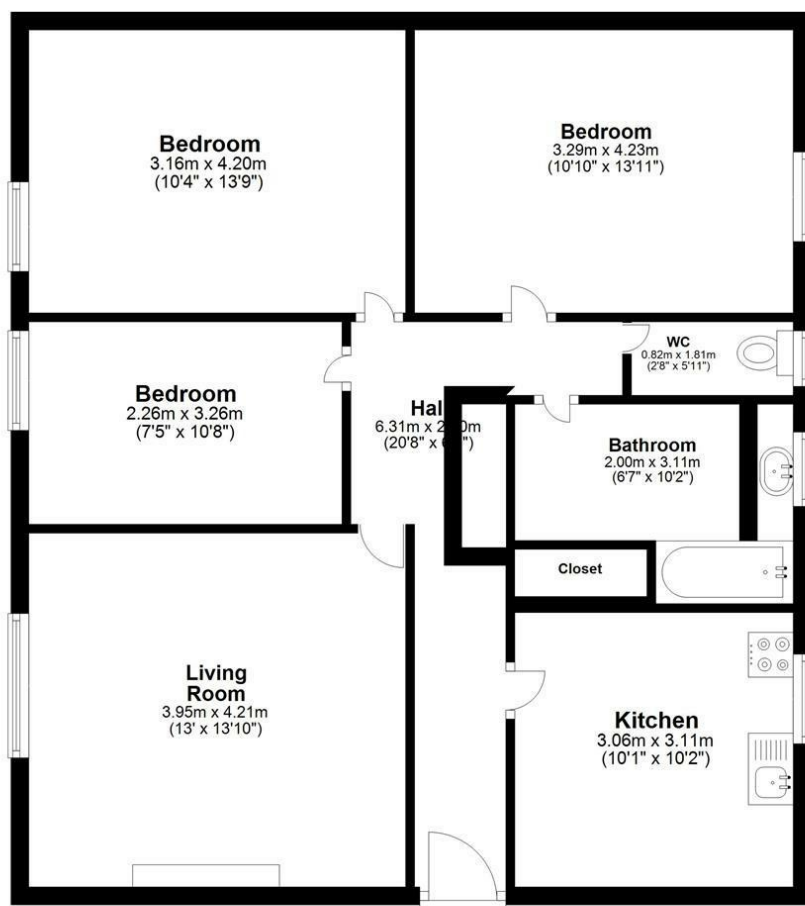 Bedroom
3.16m x 4.20m
(10'4" x 13'9")
Bedroom
3.29m x 4.23m
(10'10" x 13'11")
WC
0.82m x 1.81m
(2'8" x 5'11")
Bedroom
2.26m x 3.26m
(7'5" x 10'8")
Hal
6.31m x
(20'8" x
Bathroom
2.00m x 3.11m
(6'7" x 10'2")
Closet
Living
Room
3.95m x 4.21m
(13' x 13'10")
Kitchen
3.06m x 3.11m
(10'1" x 10'2")